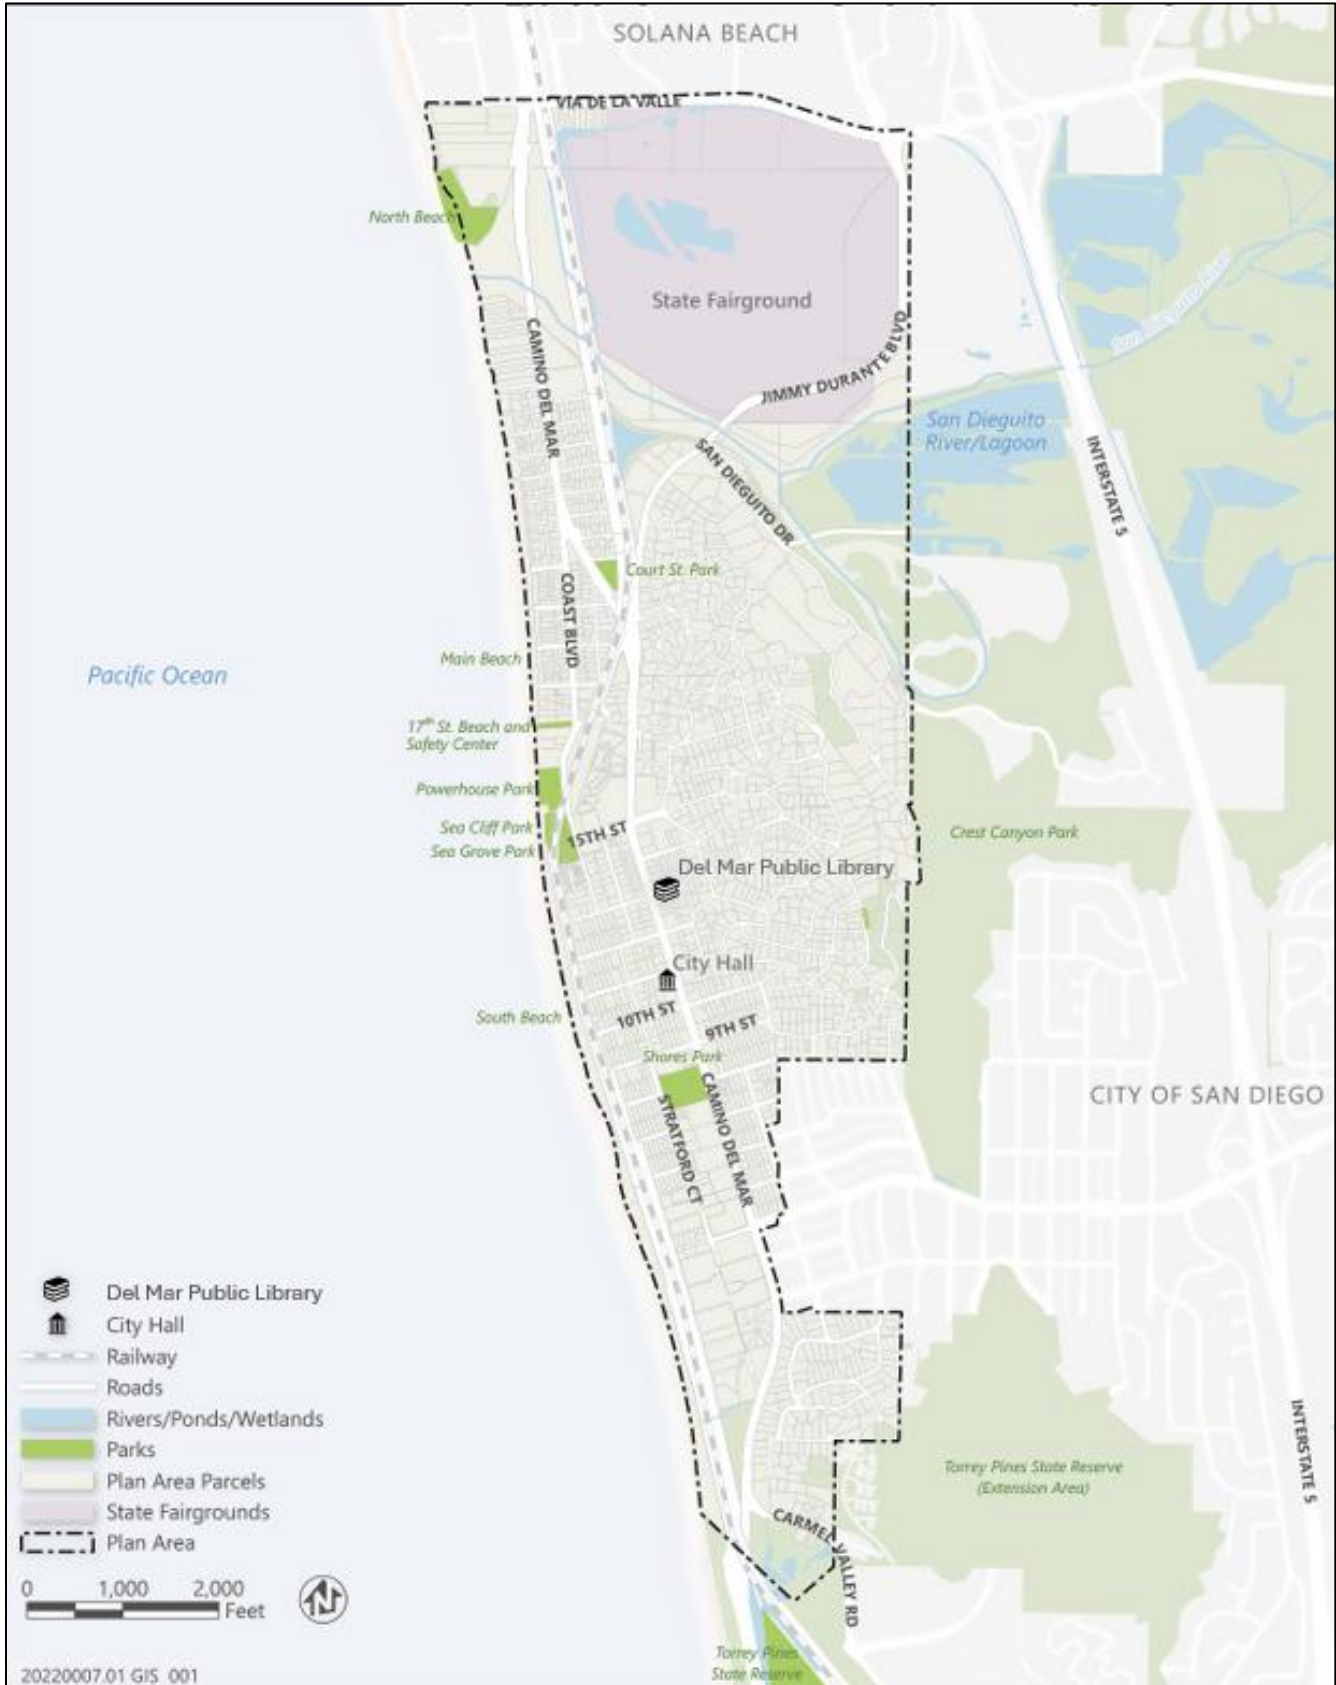 SOLANA BEACH
VIA DE LA VALLE
North Beach
State Fairground
San Dieguito River
CAMINO DEL MAR
JIMMY DURANTE BLVD
San Dieguito
River/Lagoon
SAN DIEGUITO DR
INTERSTATE 5
Court St. Park
COAST BLVD
Main Beach
Pacific Ocean
17th St. Beach and
Safety Center
Powerhouse Park
Sea Cliff Park
15TH ST
Crest Canyon Park
Sea Grove Park
Del Mar Public Library
City Hall
South Beach
10TH ST
9TH ST
Shores Park
CAMINO DEL MAR
STRATFORD CT
CITY OF SAN DIEGO
Del Mar Public Library
City Hall
Railway
Roads
Rivers/Ponds/Wetlands
Parks
Plan Area Parcels
State Fairgrounds
Plan Area
INTERSTATE 5
Torrey Pines State Reserve
(Extension Area)
CARMEL VALLEY RD
0 1,000 2,000
Feet
N
Torrey Pines
State Reserve
20220007.01 GIS 001